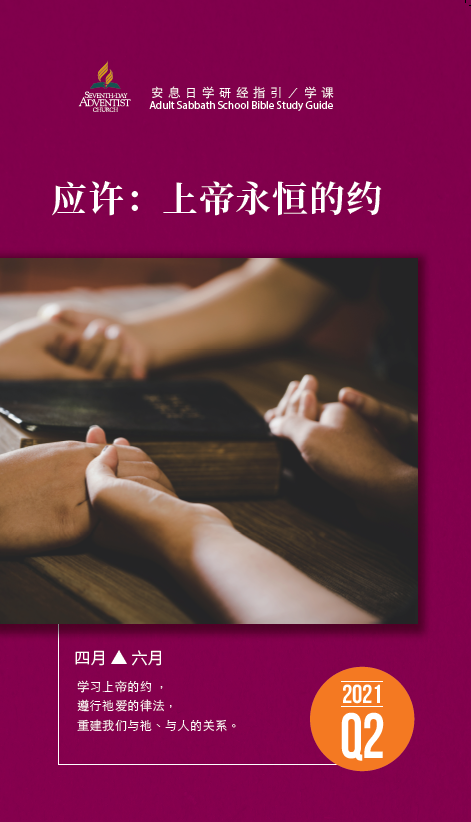 SEVENTH-DAY
ADVENTIST
CHURCH
安息日学研经指引／学课
Adult Sabbath School Bible Study Guide
应许：上帝永恒的约
四月▲六月
学习上帝的约，
遵行祂爱的律法，
重建我们与祂、与人的关系。
2021
Q2